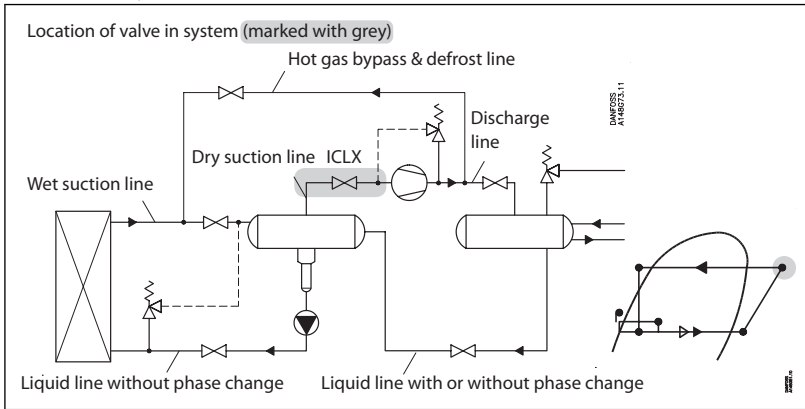 Location of valve in system (marked with grey)
Hot gas bypass & defrost line
DANFOSS
A148G73.11
Discharge
line
Dry suction line ICLX
Wet suction line
Liquid line without phase change
Liquid line with or without phase change